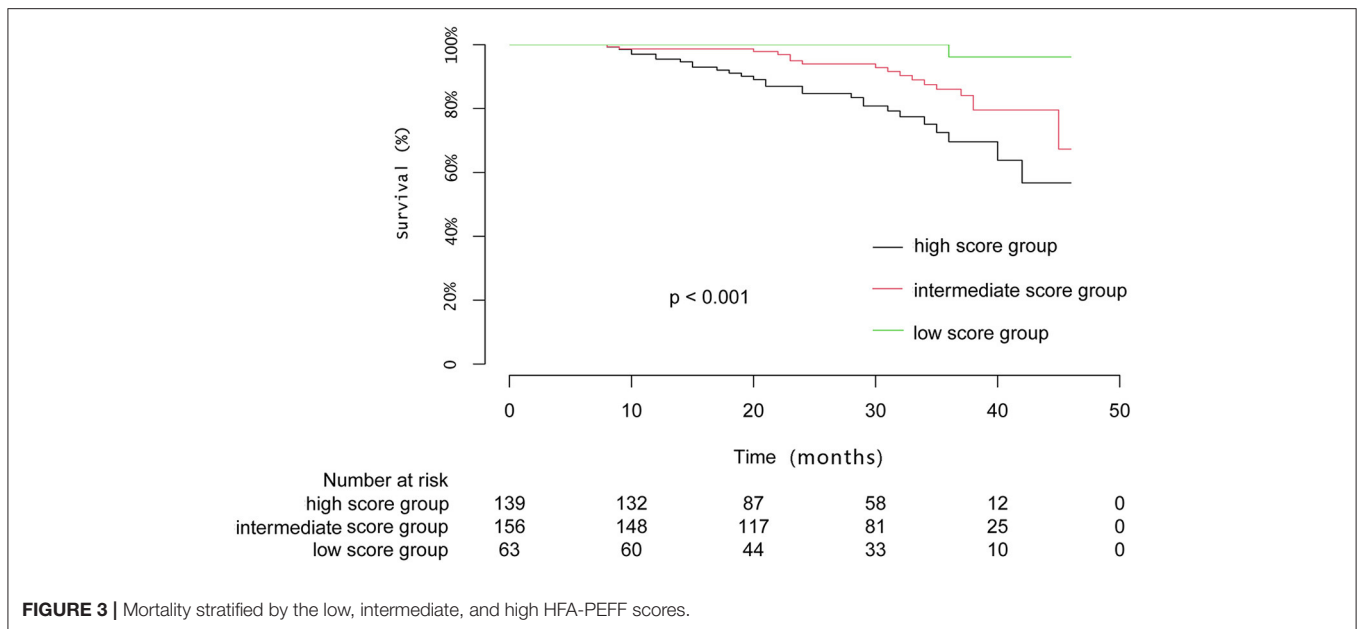 100%
80%
60%
40%
20%
0
Survival (%)
high score group
intermediate score group
low score group
p < 0.001
0 10 20 30 40 50
Time (months)
Number at risk
high score group 139 132 87 58 12 0
intermediate score group 156 148 117 81 25 0
low score group 63 60 44 33 10 0
FIGURE 3 | Mortality stratified by the low, intermediate, and high HFA-PEFF scores.